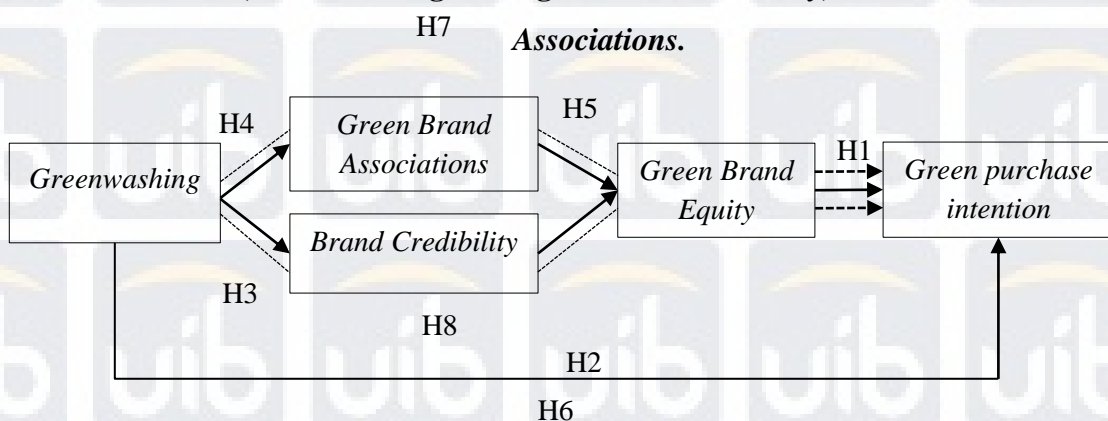 H7
Associations.
H4
H5
Green Brand
Associations
Greenwashing
H1
Green Brand
Equity
Green purchase
intention
Brand Credibility
H3
H8
H2
H6
uib